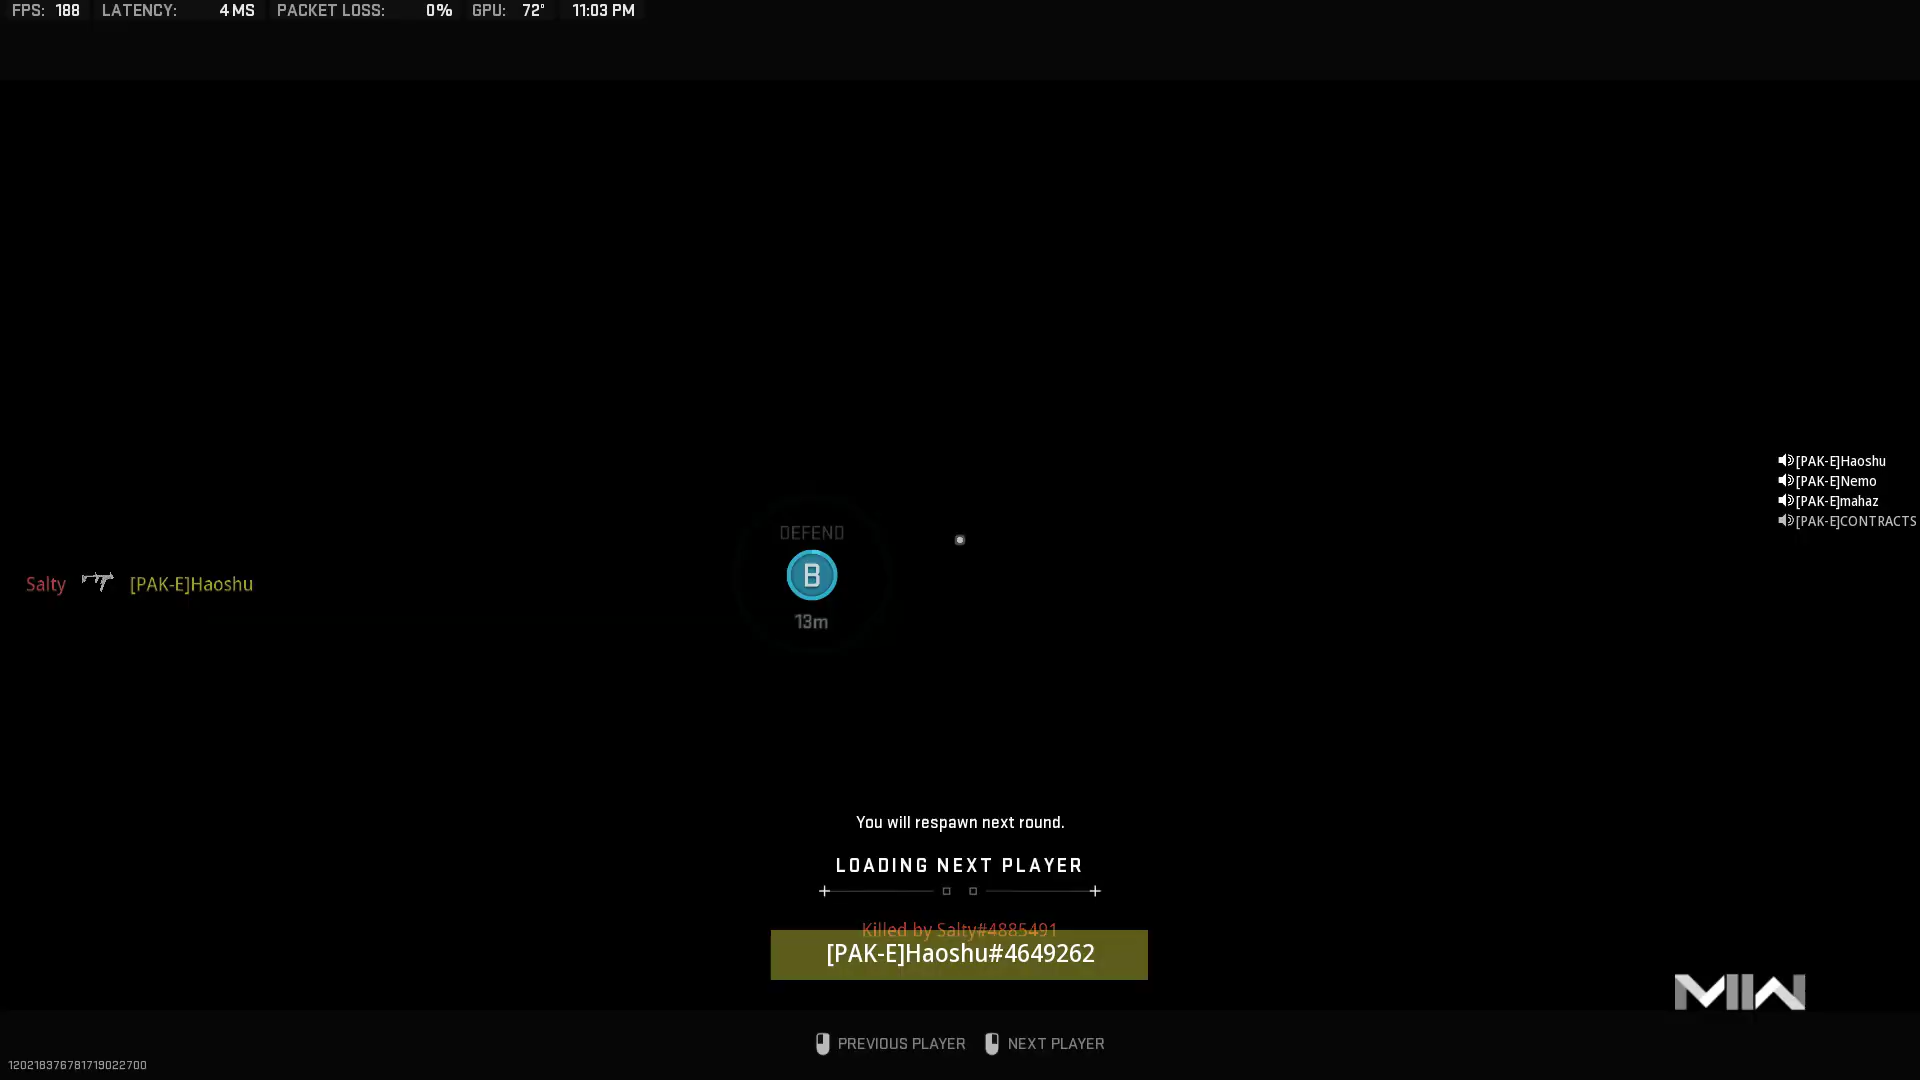 FPS: 188 LATENCY: 4 MS PACKET LOSS: 0% GPU: 72° 11:03 PM
[PAK-E]Haoshu
[PAK-E]Nemo
[PAK-E]mahaz
[PAK-E]CONTRACTS
DEFEND
B
13m
Salty [PAK-E]Haoshu
You will respawn next round.
LOADING NEXT PLAYER
Killed by Salty#4885491
[PAK-E]Haoshu#4649262
MW
PREVIOUS PLAYER NEXT PLAYER
120218376781719022700